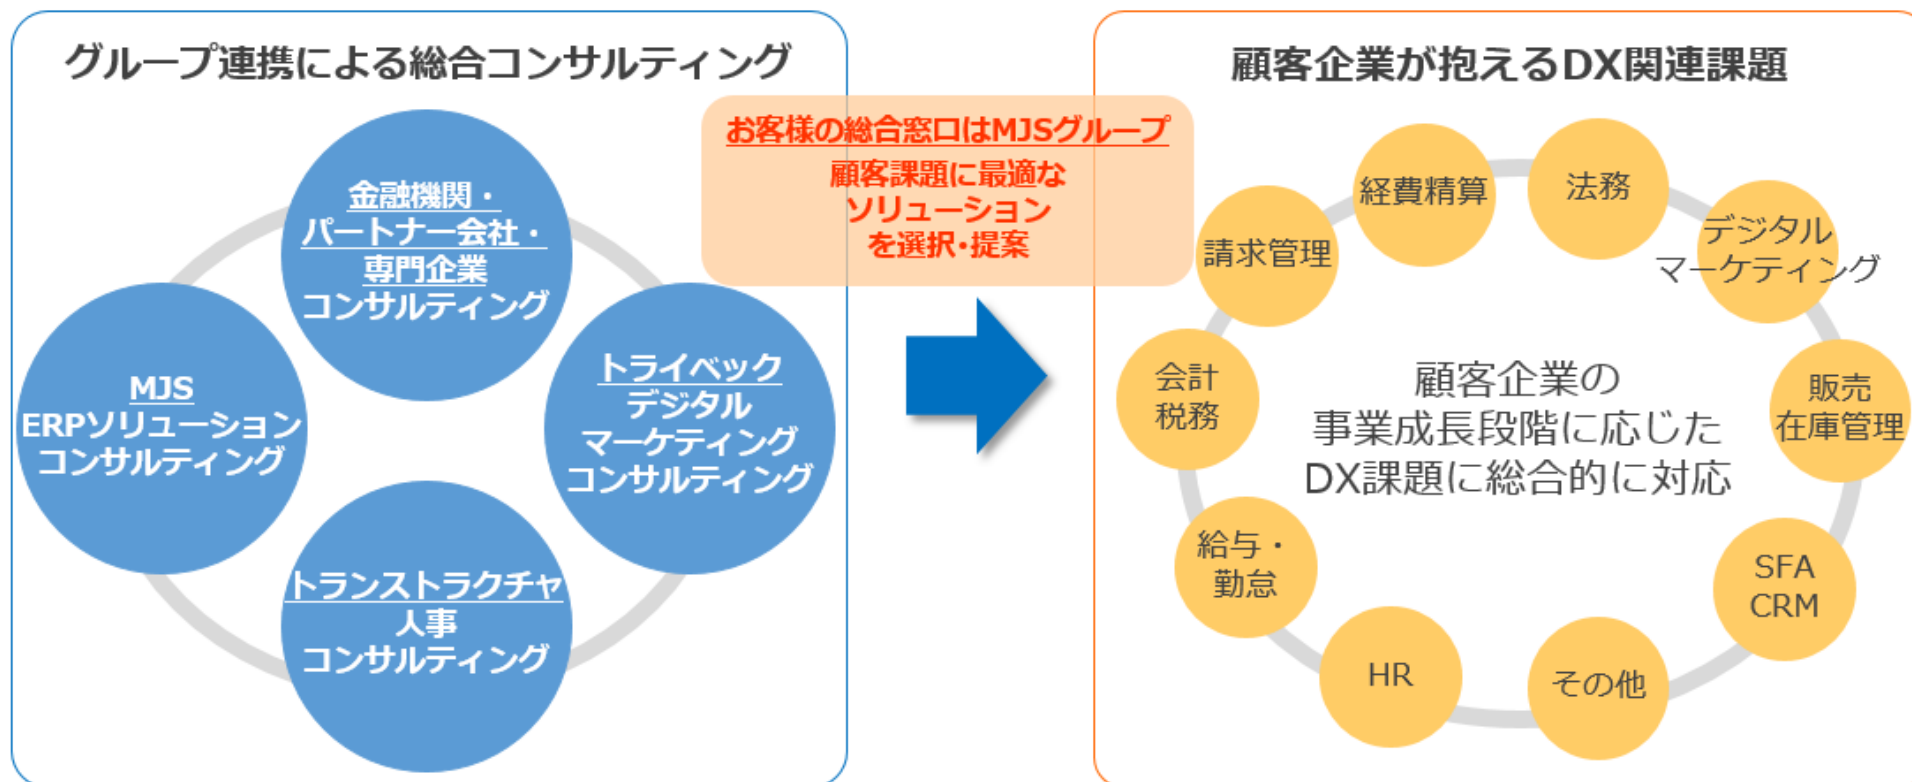 グループ連携による総合コンサルティング
金融機関・
パートナー会社・
専門企業
コンサルティング
MJS
ERPソリューション
コンサルティング
トライベック
デジタル
マーケティング
コンサルティング
トランストラクチャ
人事
コンサルティング
お客様の総合窓口はMJSグループ
顧客課題に最適な
ソリューション
を選択・提案
顧客企業が抱えるDX関連課題
経費精算
法務
請求管理
デジタル
マーケティング
会計
税務
販売
在庫管理
顧客企業の
事業成長段階に応じた
DX課題に総合的に対応
給与・
勤怠
SFA
CRM
HR
その他